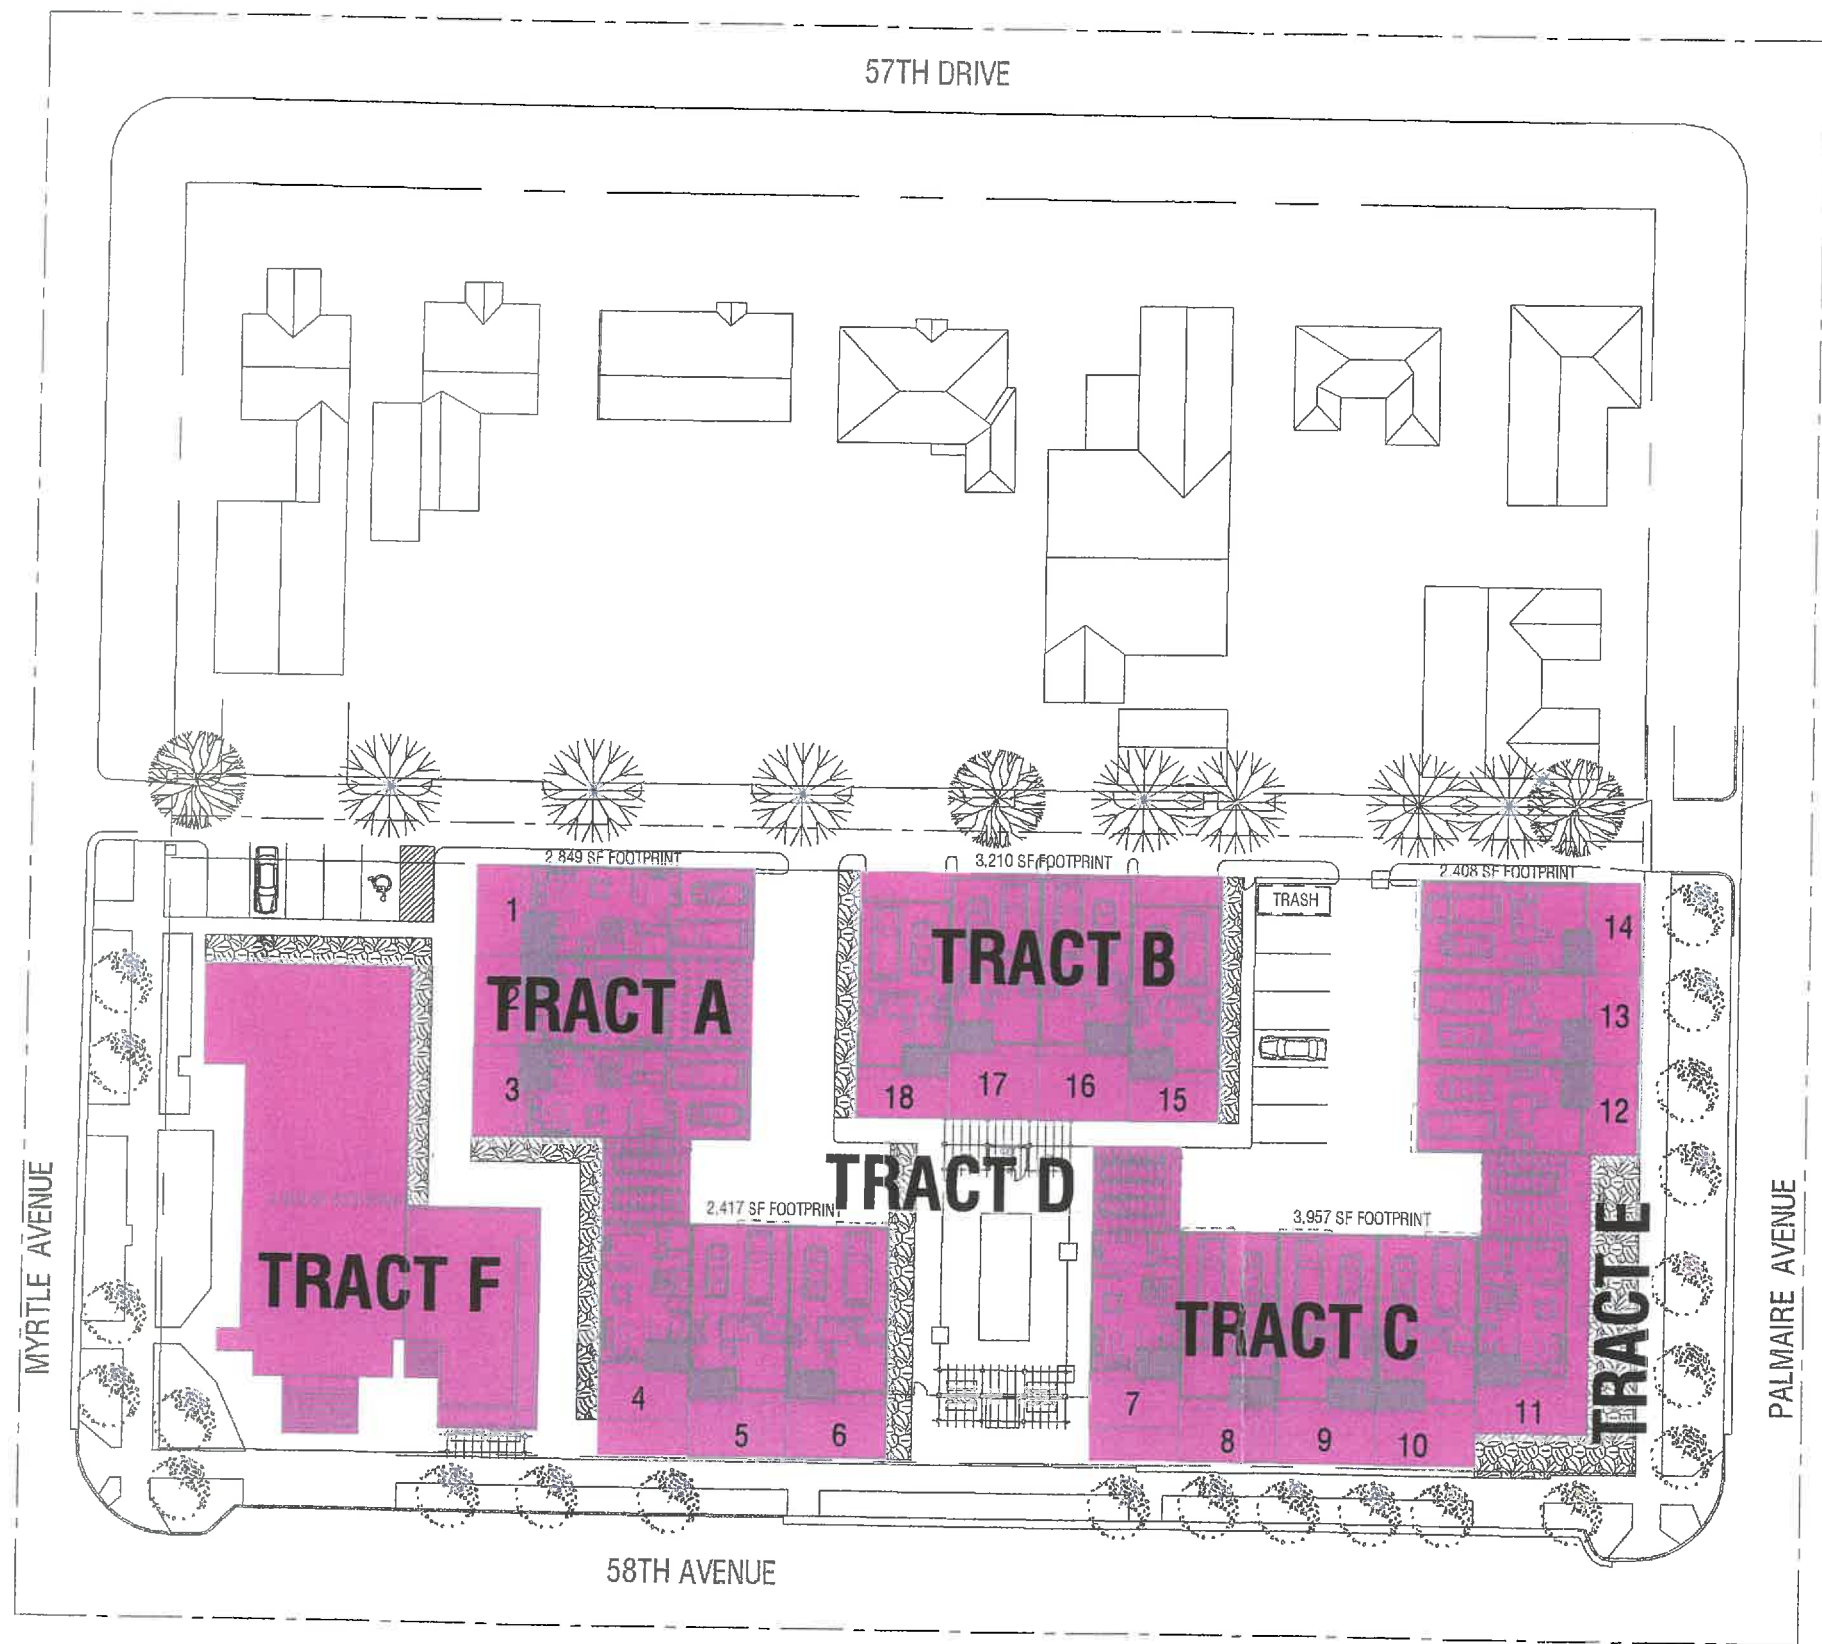 57TH DRIVE
2,849 SF FOOTPRINT
3,210 SF FOOTPRINT
2,408 SF FOOTPRINT
TRASH
1
14
TRACT B
TRACT A
2
13
3
18
17
16
15
12
TRACT D
2,417 SF FOOTPRINT
3,957 SF FOOTPRINT
MYRTLE AVENUE
PALMAIRE AVENUE
TRACT F
TRACT C
TRACT E
4
5
6
7
8
9
10
11
58TH AVENUE